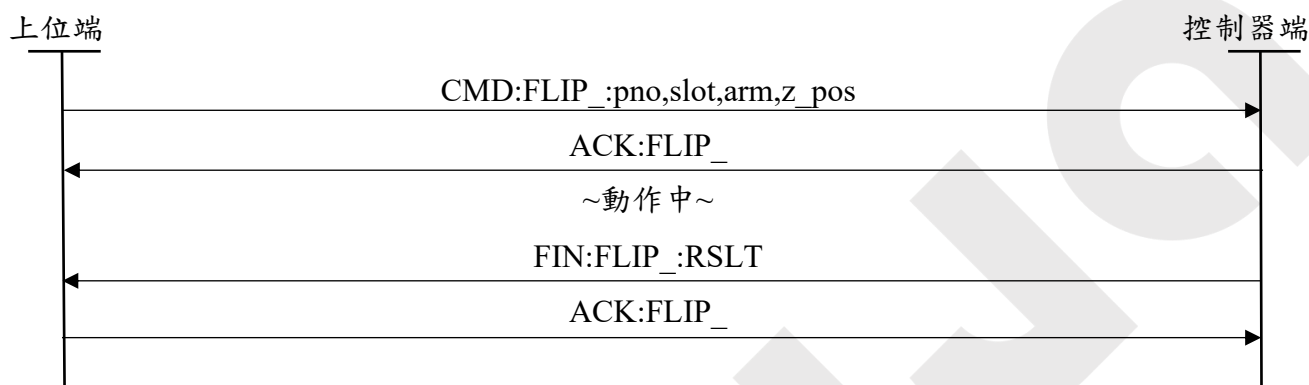 上位端
控制器端
CMD:FLIP_:pno,slot,arm,z_pos
ACK:FLIP_
~動作中~
FIN:FLIP_:RSLT
ACK:FLIP_